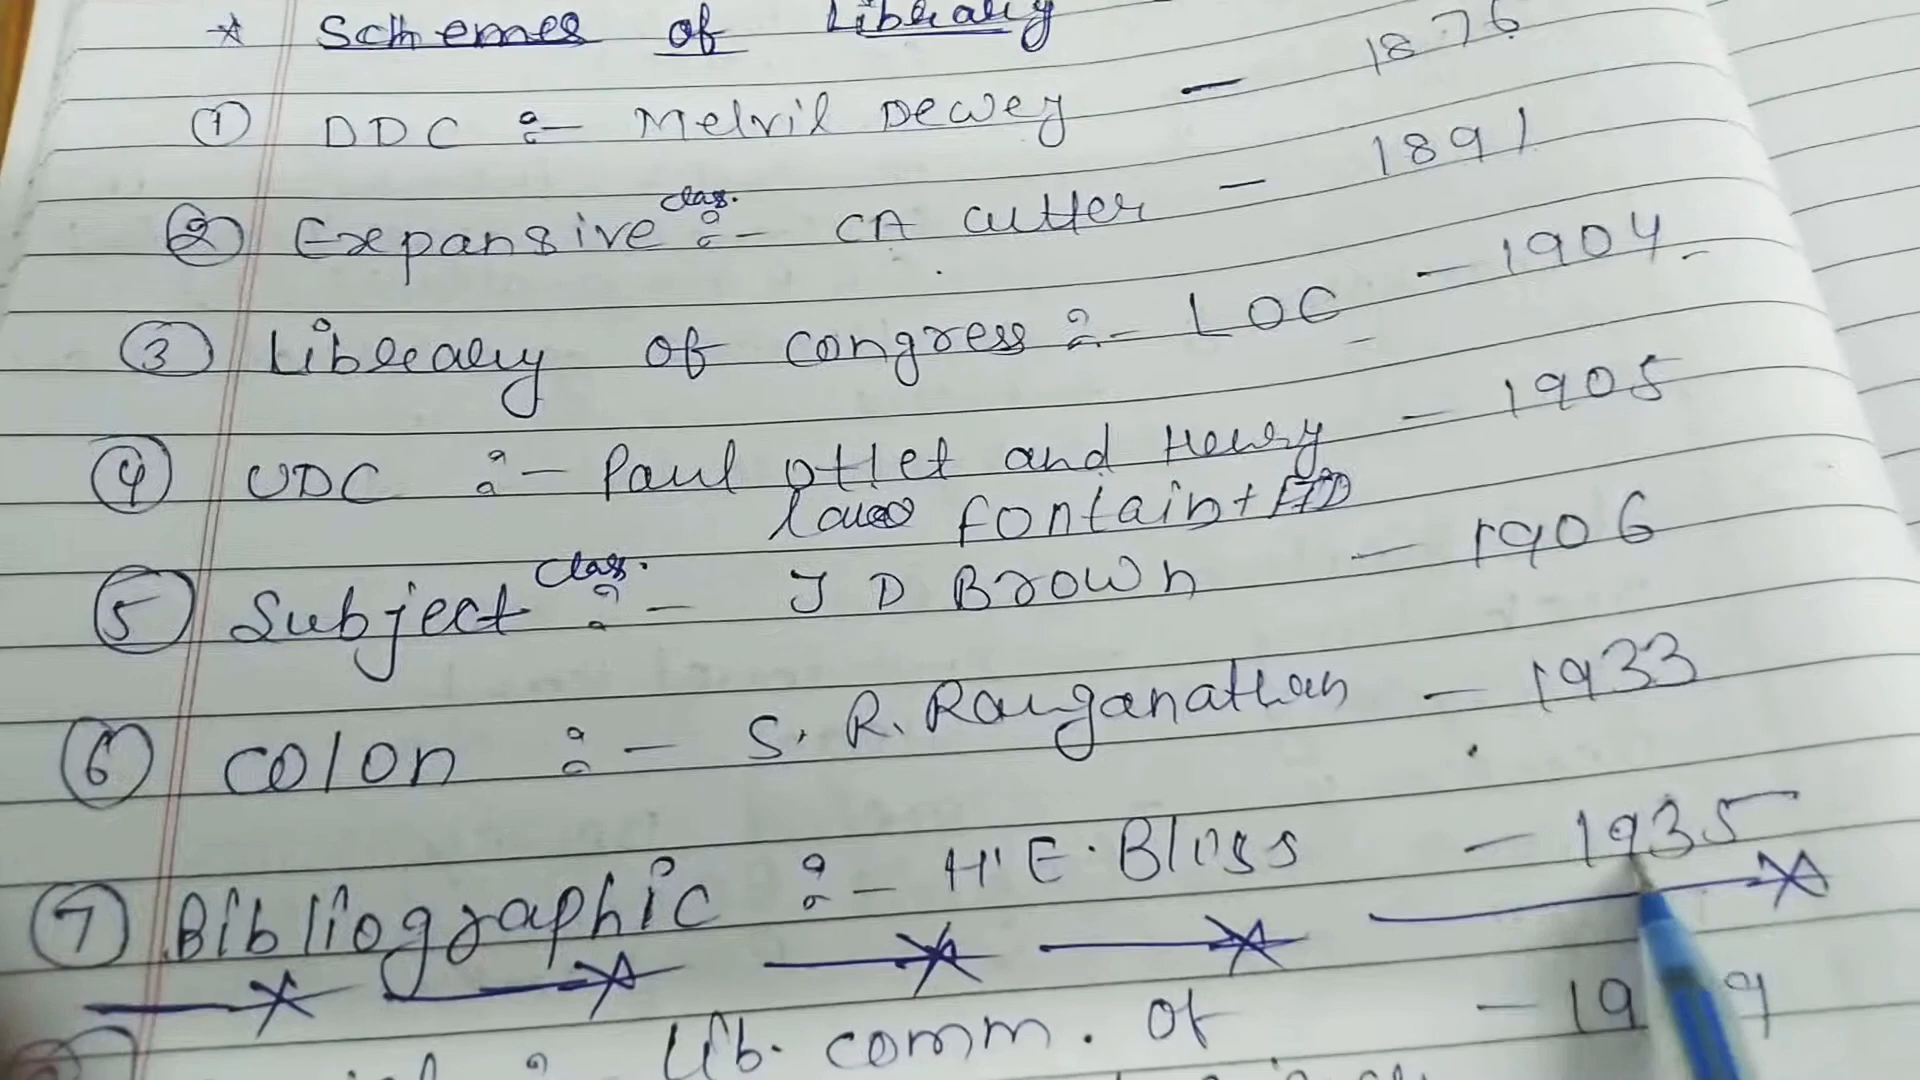 * Schemes of Library
① DDC :- Melvil Dewey - 1876
② Expansive class. :- CA Cutter - 1891
③ Library of Congress :- LOC - 1904
④ UDC :- Paul Otlet and Henry - 1905
Fontain +
⑤ Subject Class. :- J D Brown - 1906
⑥ Colon :- S. R. Ranganathan - 1933
⑦ Bibliographic :- H.E. Bliss - 1935
Lib. comm. of - 19